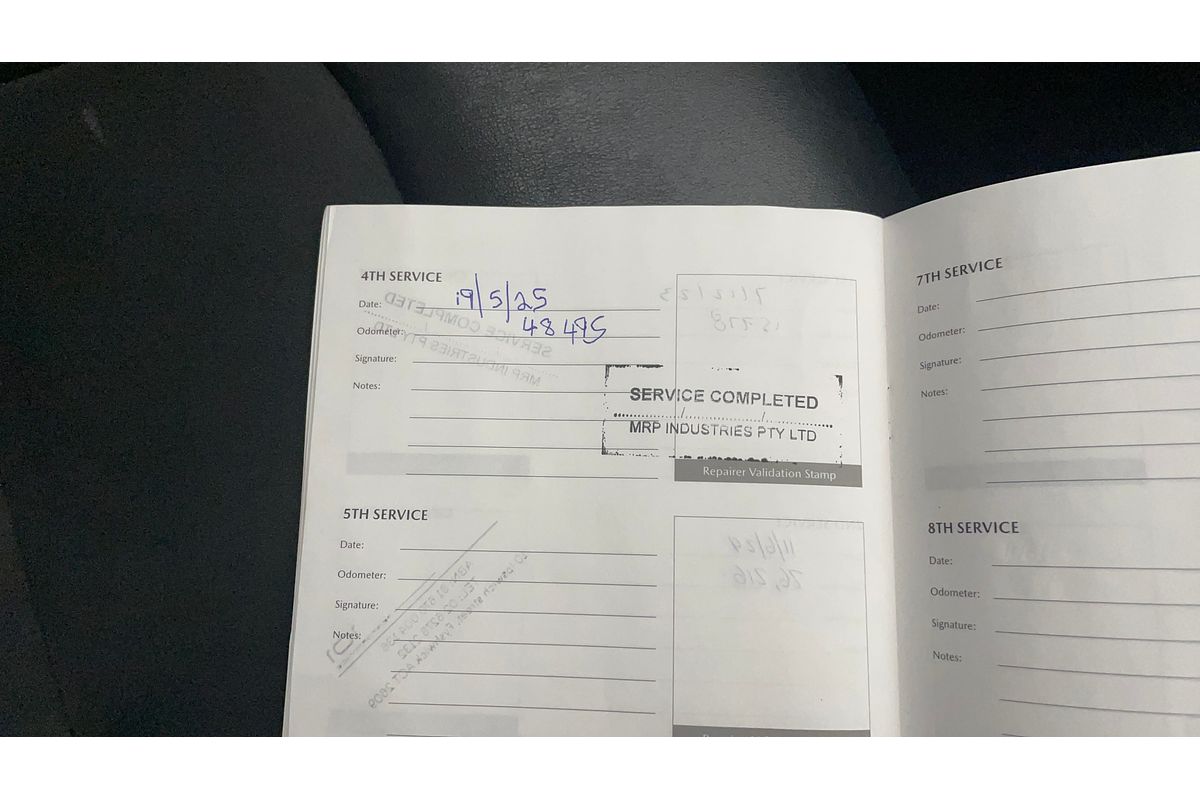 4TH SERVICE
Date: 19/5/25
Odometer: 48495
Signature:
Notes:
SERVICE COMPLETED
MRP INDUSTRIES PTY LTD
Repairer Validation Stamp
5TH SERVICE
Date:
Odometer:
Signature:
Notes:
7TH SERVICE
Date:
Odometer:
Signature:
Notes:
8TH SERVICE
Date:
Odometer:
Signature:
Notes: